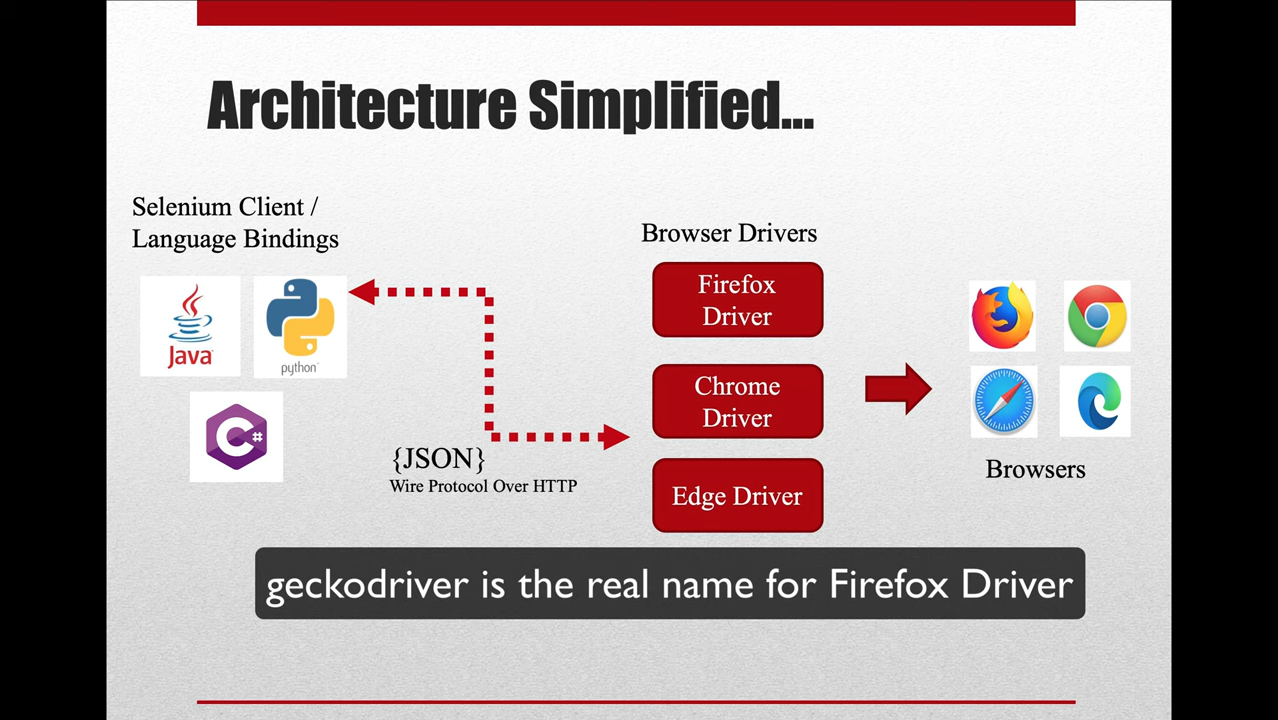 Architecture Simplified...
Selenium Client /
Language Bindings
Java
python
C#
{JSON}
Wire Protocol Over HTTP
Browser Drivers
Firefox
Driver
Chrome
Driver
Edge Driver
Browsers
geckodriver is the real name for Firefox Driver